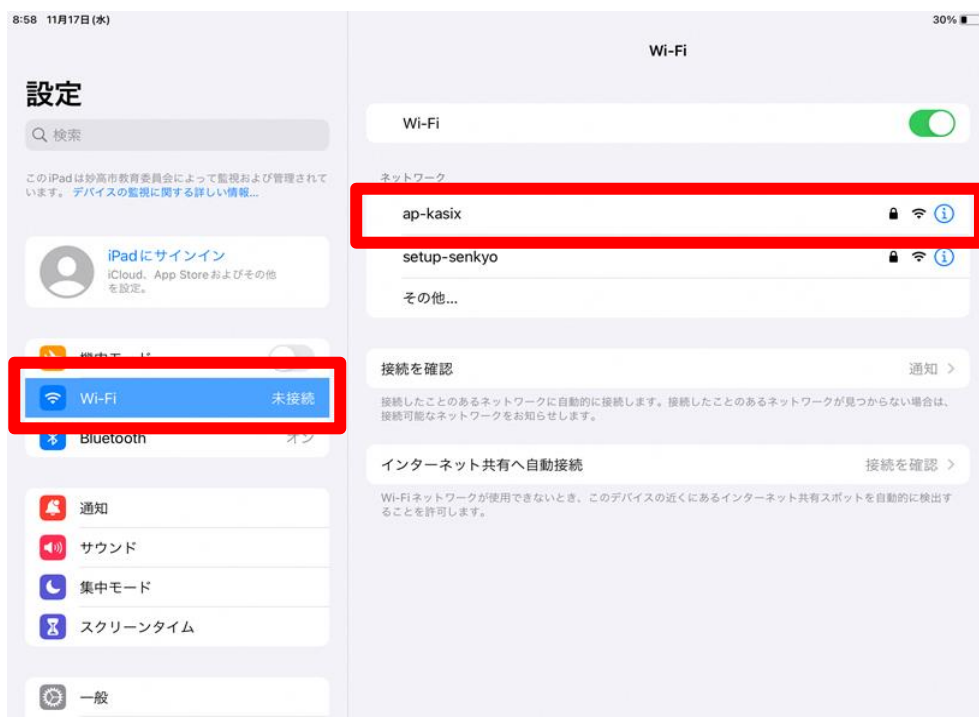 8:58 11月17日(水)
30%
設定
検索
このiPadは妙高市教育委員会によって監視および管理されて
います。デバイスの監視に関する詳しい情報...
iPadにサインイン
iCloud、App Storeおよびその他
を設定。
機内モード
Wi-Fi 未接続
Bluetooth オン
通知
サウンド
集中モード
スクリーンタイム
一般
Wi-Fi
Wi-Fi
ネットワーク
ap-kasix
setup-senkyo
その他...
接続を確認 通知
接続したことのあるネットワークに自動的に接続します。接続したことのあるネットワークが見つからない場合は、
接続可能なネットワークをお知らせします。
インターネット共有へ自動接続 接続を確認
Wi-Fiネットワークが使用できないとき、このデバイスの近くにあるインターネット共有スポットを自動的に検出す
ることを許可します。